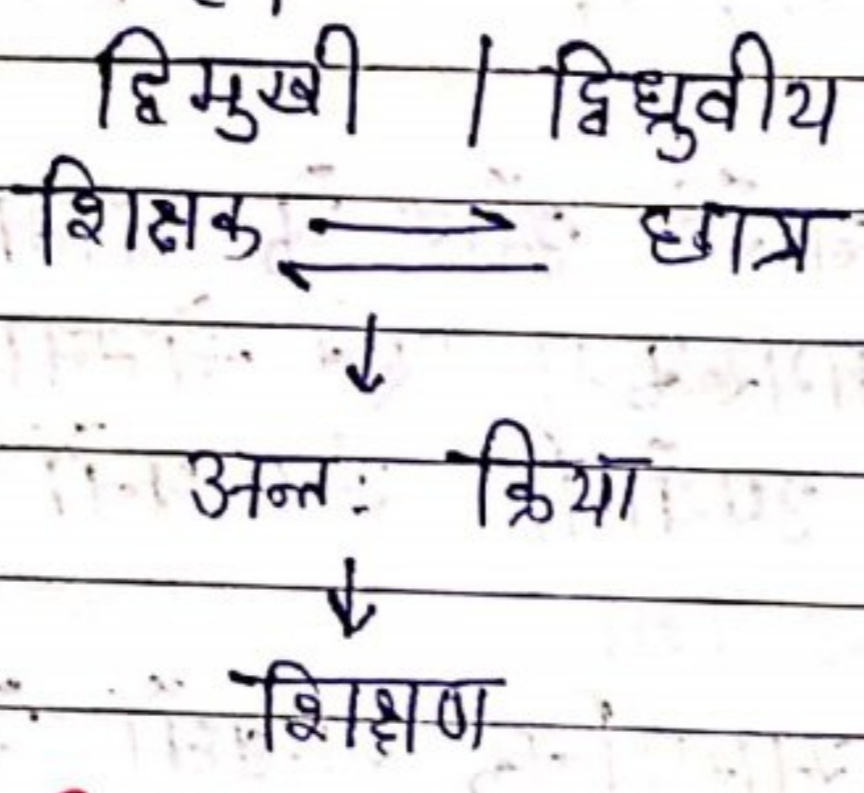 द्विमुखी | द्विध्रुवीय
शिक्षक ⇌ छात्र
↓
अन्त: क्रिया
↓
शिक्षण